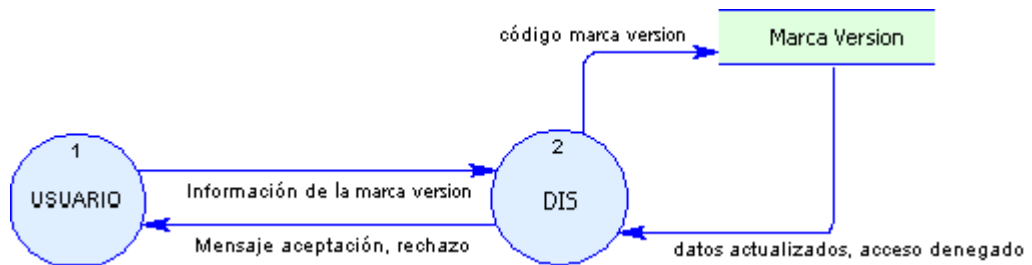 código marca version
Marca Version
1
USUARIO
Información de la marca version
Mensaje aceptación, rechazo
2
DIS
datos actualizados, acceso denegado